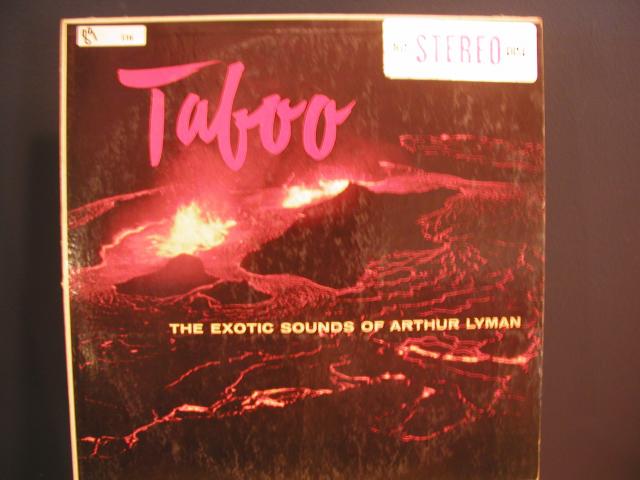 STEREO
Taboo
THE EXOTIC SOUNDS OF ARTHUR LYMAN